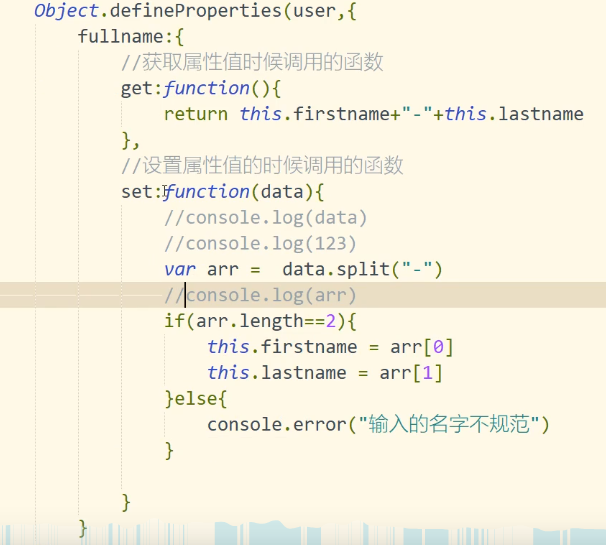 Object.defineProperties(user,{
fullname:{
//获取属性值时候调用的函数
get:function(){
return this.firstname+"-"+this.lastname
},
//设置属性值的时候调用的函数
set:function(data){
//console.log(data)
//console.log(123)
var arr =  data.split("-")
//console.log(arr)
if(arr.length==2){
this.firstname = arr[0]
this.lastname = arr[1]
}else{
console.error("输入的名字不规范")
}
}
}